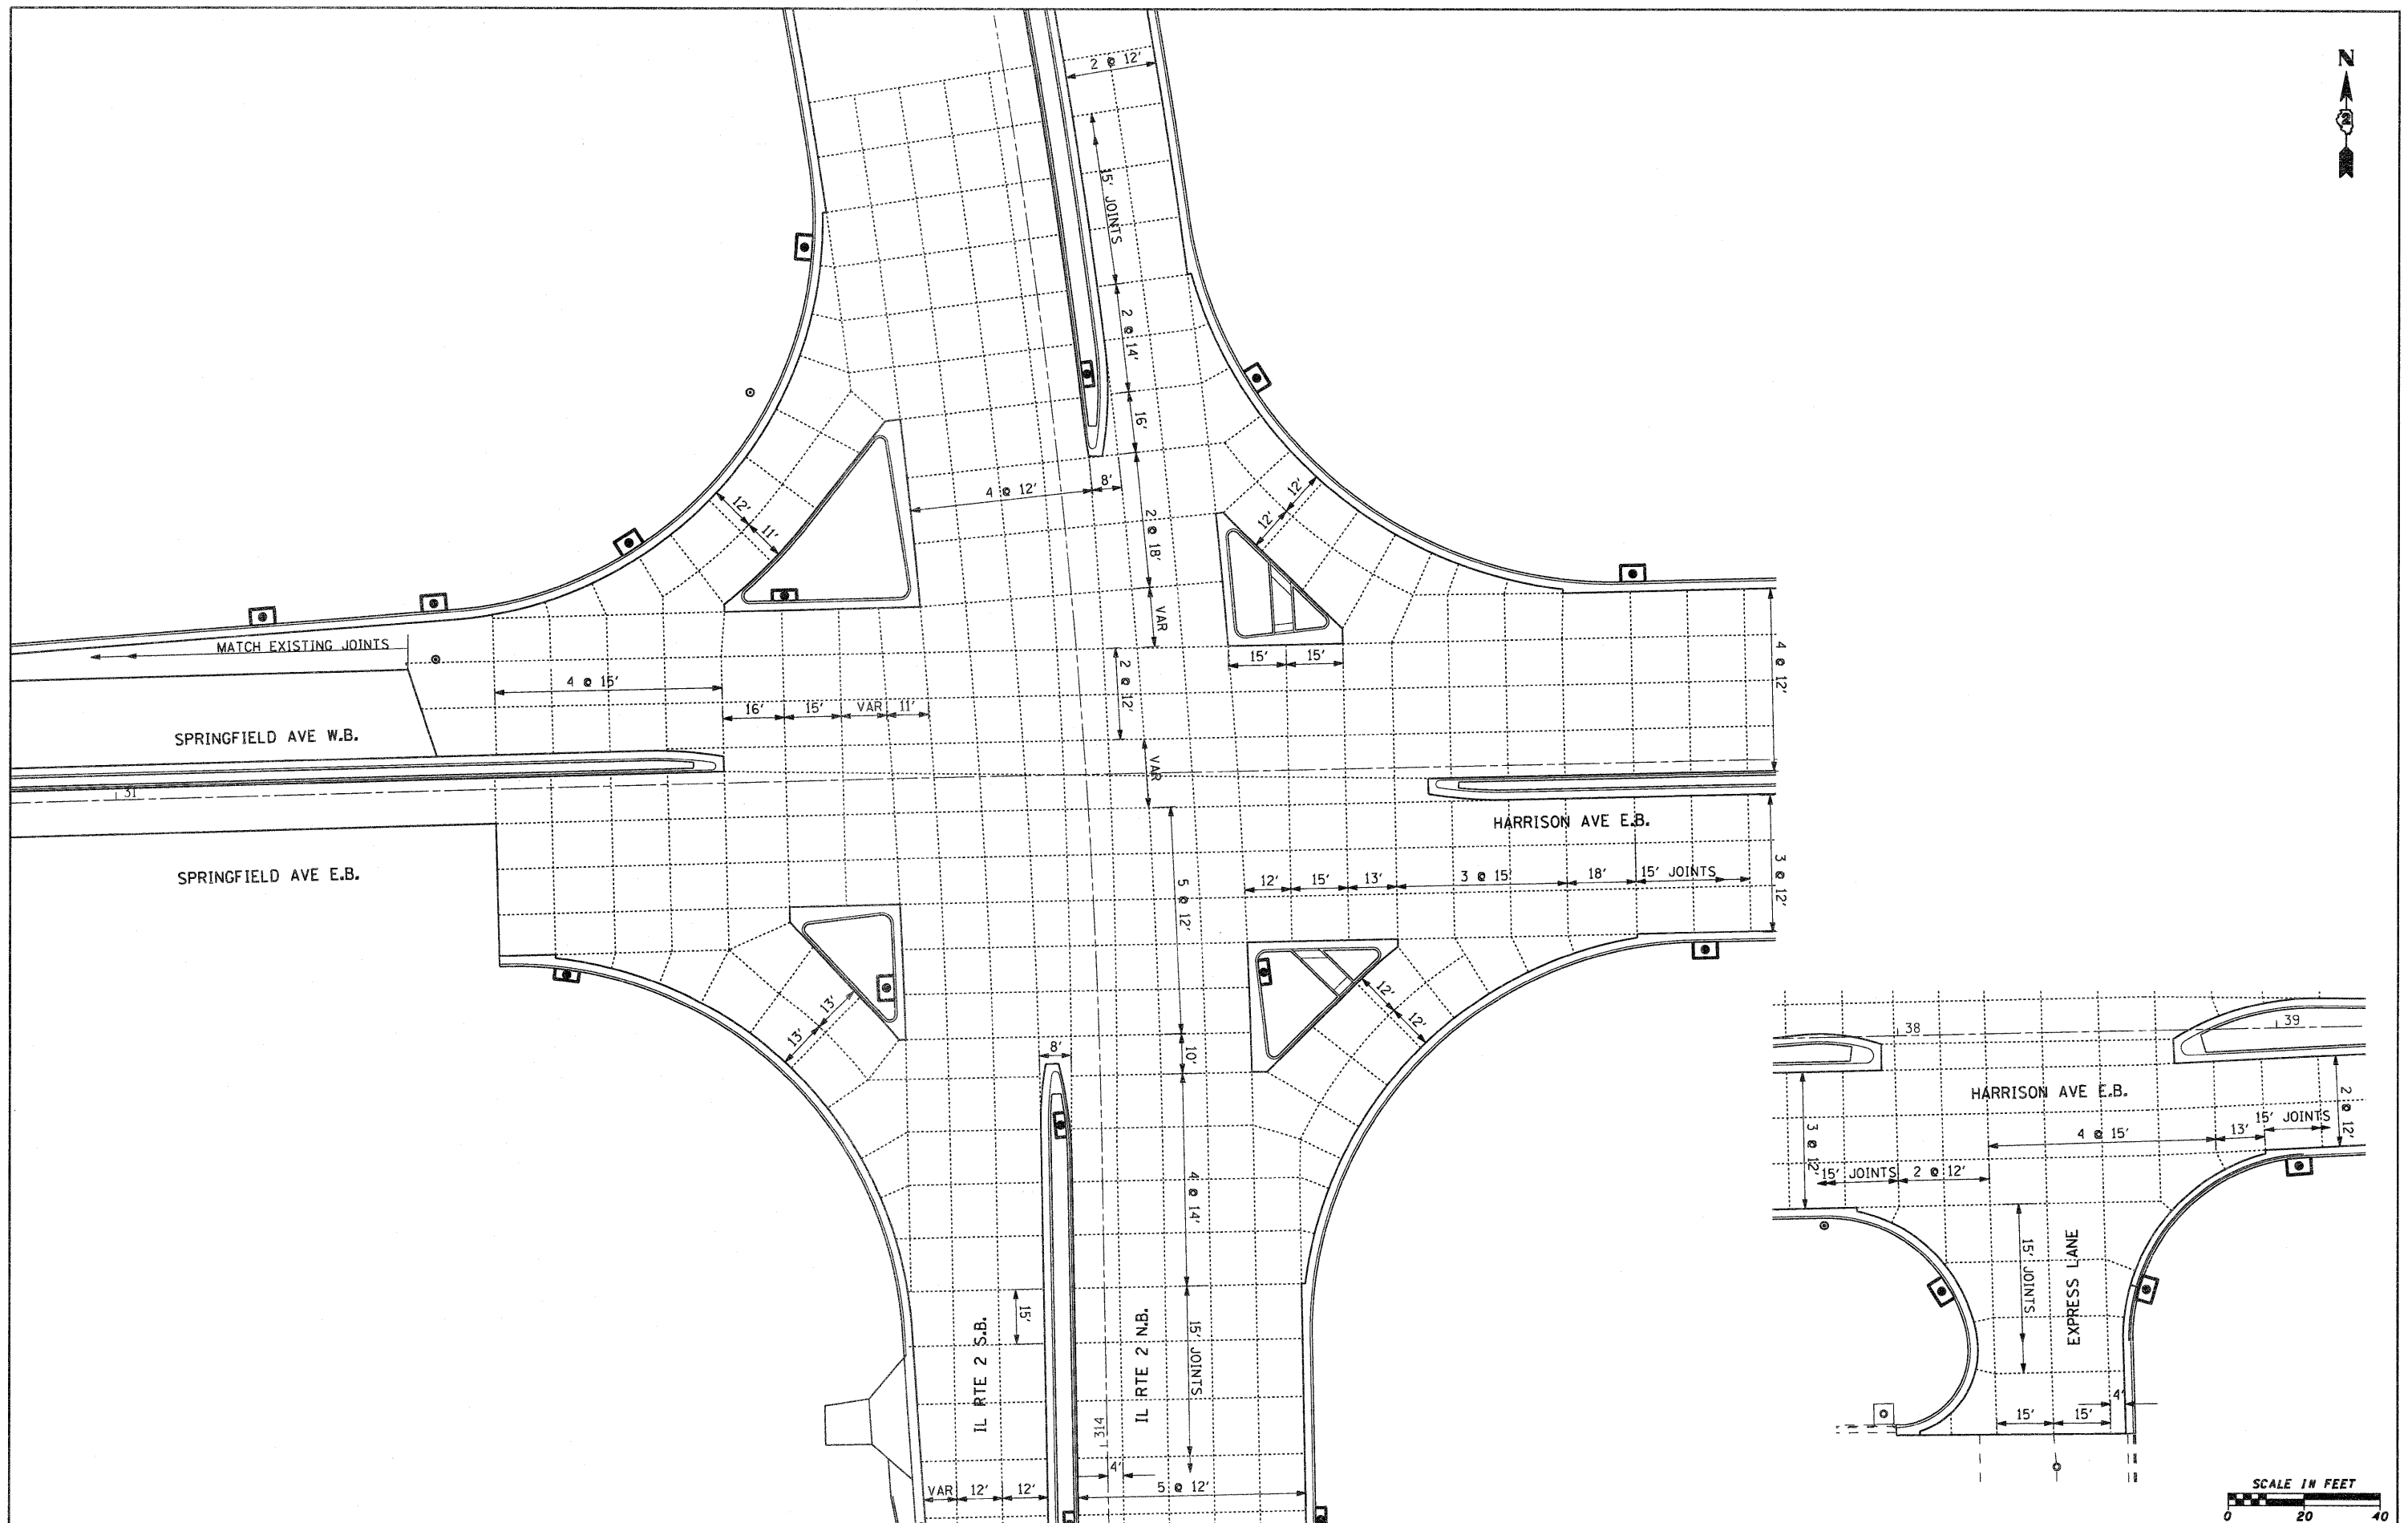 N
2 @ 12'
15' JOINTS
2 @ 14'
16'
4 @ 12'
8'
2 @ 18'
VAR
12'
11'
12'
12'
MATCH EXISTING JOINTS
15'
15'
2 @ 12'
4 @ 12'
4 @ 15'
16'
15'
VAR
11'
SPRINGFIELD AVE W.B.
VAR
31
HARRISON AVE E.B.
SPRINGFIELD AVE E.B.
12'
15'
13'
3 @ 15'
18'
15' JOINTS
3 @ 12'
5 @ 12'
13'
13'
12'
12'
8'
10'
4 @ 14'
15'
IL RTE 2 S.B.
IL RTE 2 N.B.
15' JOINTS
314
4'
VAR
12'
12'
5 @ 12'
38
39
HARRISON AVE E.B.
2 @ 12'
15' JOINTS
3 @ 12'
4 @ 15'
13'
15' JOINTS
2 @ 12'
15' JOINTS
EXPRESS LANE
4'
15'
15'
SCALE IN FEET
0 20 40